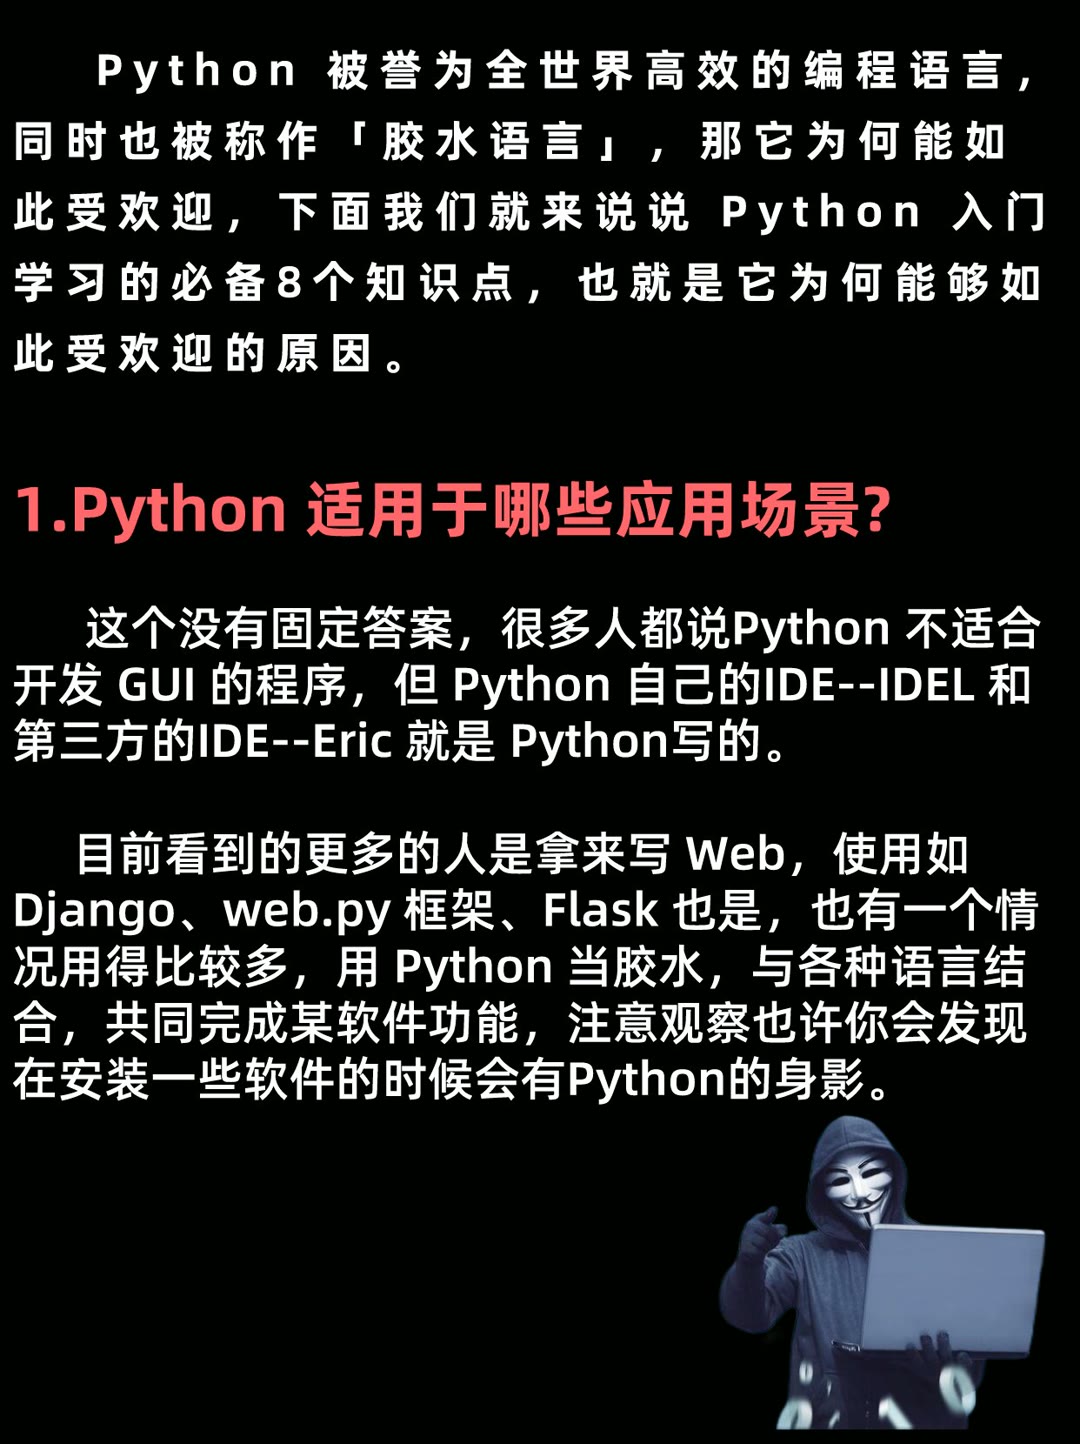 Python 被誉为全世界高效的编程语言，
同时也被称作「胶水语言」，那它为何能如
此受欢迎，下面我们就来说说 Python 入门
学习的必备8个知识点，也就是它为何能够如
此受欢迎的原因。
1.Python 适用于哪些应用场景?
这个没有固定答案，很多人都说Python 不适合
开发 GUI 的程序，但 Python 自己的IDE--IDEL 和
第三方的IDE--Eric 就是 Python写的。
目前看到的更多的人是拿来写 Web，使用如
Django、web.py 框架、Flask 也是，也有一个情
况用得比较多，用 Python 当胶水，与各种语言结
合，共同完成某软件功能，注意观察也许你会发现
在安装一些软件的时候会有Python的身影。